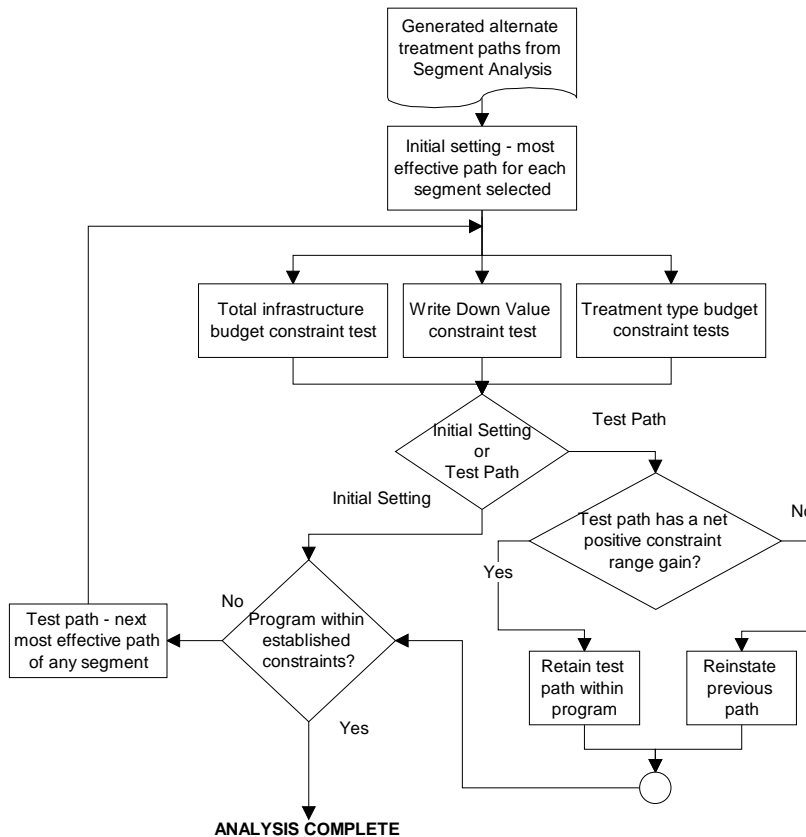 Generated alternate
treatment paths from
Segment Analysis
Initial setting - most
effective path for each
segment selected
Total infrastructure
budget constraint test
Write Down Value
constraint test
Treatment type budget
constraint tests
Initial Setting
or
Test Path
Test Path
Initial Setting
Test path has a net
positive constraint
range gain?
No
Yes
No
Program within
established
constraints?
Test path - next
most effective path
of any segment
Retain test
path within
program
Reinstate
previous
path
Yes
ANALYSIS COMPLETE